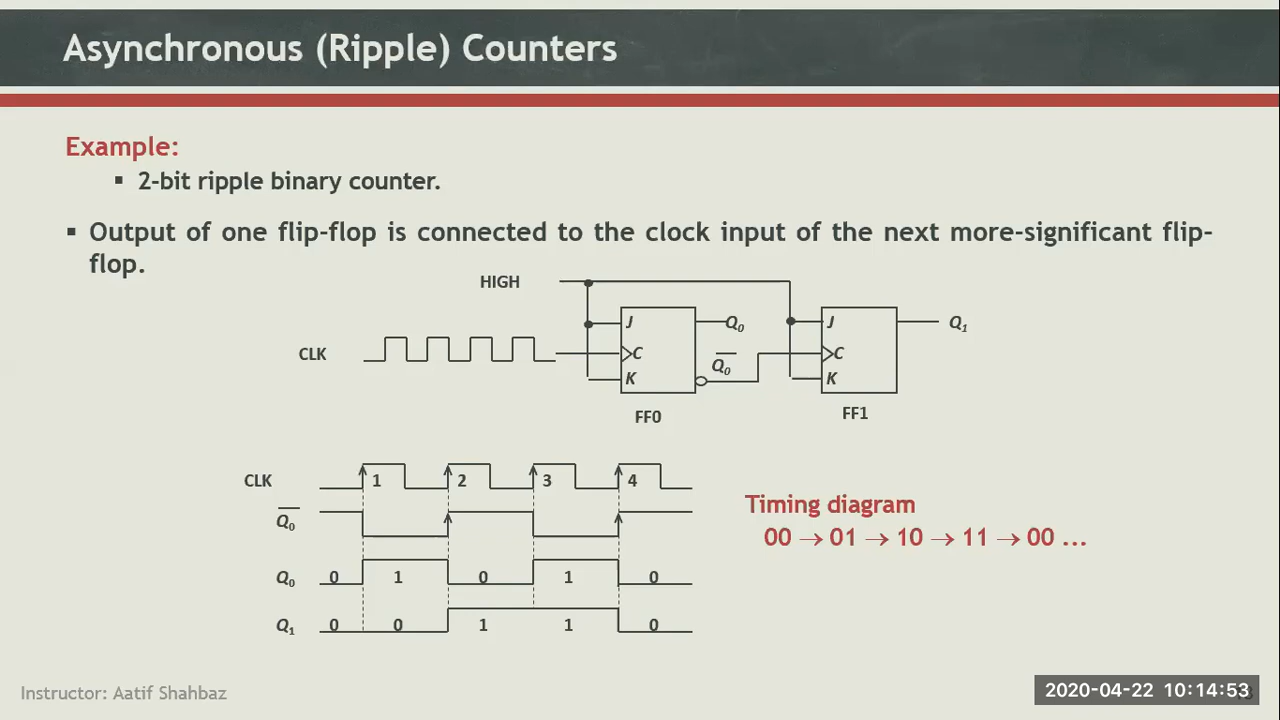 Asynchronous (Ripple) Counters
Example:
▪ 2-bit ripple binary counter.
▪ Output of one flip-flop is connected to the clock input of the next more-significant flip-
flop.
HIGH
J Q0 J Q1
CLK C C
Q̅0
K K
FF0 FF1
CLK 1 2 3 4
Q̅0
Q0 0 1 0 1 0
Q1 0 0 1 1 0
Timing diagram
00 → 01 → 10 → 11 → 00 ...
Instructor: Aatif Shahbaz
2020-04-22 10:14:53